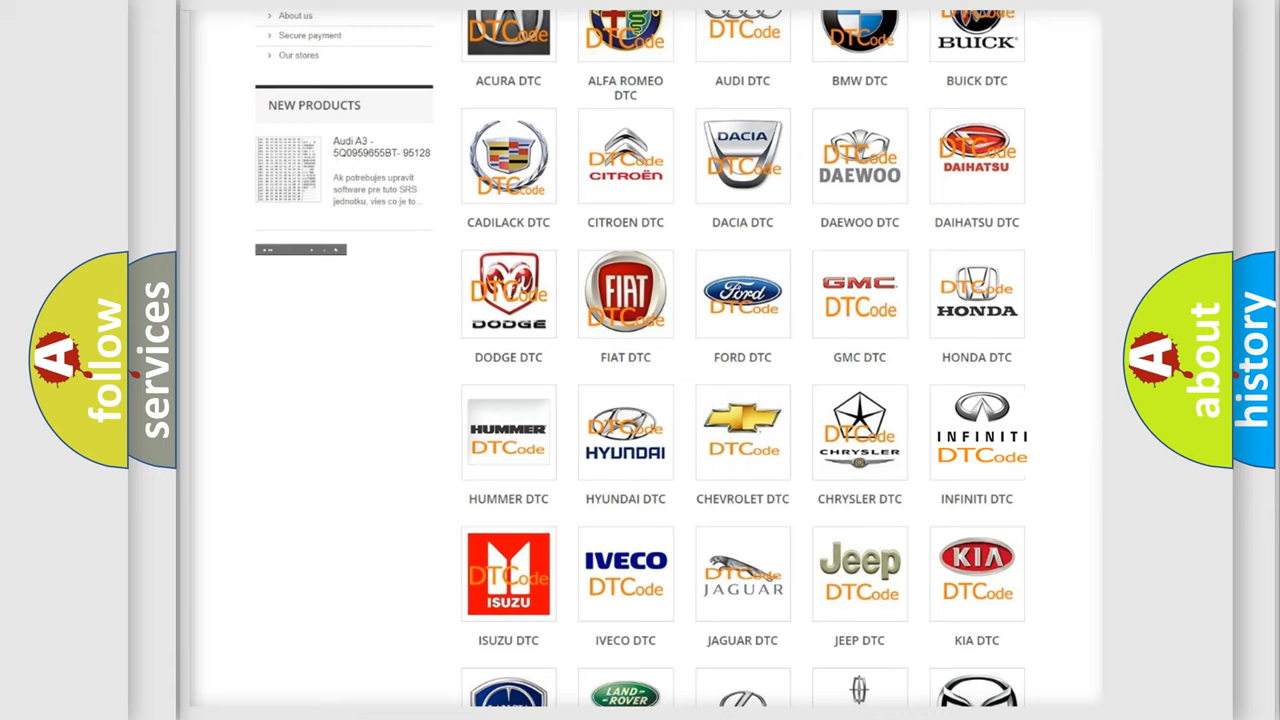 About us
Secure payment
Our stores
NEW PRODUCTS
Audi A3 -
5Q0959655BT- 95128
Ak potrebujes upravit
software pre tuto SRS
jednotku, vies co je to...
DTCode
DTCode
DTCode
DTCode
BUICK
ACURA DTC
ALFA ROMEO
DTC
AUDI DTC
BMW DTC
BUICK DTC
DTCode
DTCode
CITROËN
DACIA
DTCode
DTCode
DAEWOO
DTCode
DAIHATSU
CADILACK DTC
CITROEN DTC
DACIA DTC
DAEWOO DTC
DAIHATSU DTC
DTCode
DODGE
FIAT
DTCode
Ford
DTCode
GMC
DTCode
DTCode
HONDA
DODGE DTC
FIAT DTC
FORD DTC
GMC DTC
HONDA DTC
HUMMER
DTCode
DTCode
HYUNDAI
DTCode
DTCode
CHRYSLER
INFINITI
DTCode
HUMMER DTC
HYUNDAI DTC
CHEVROLET DTC
CHRYSLER DTC
INFINITI DTC
DTCode
ISUZU
IVECO
DTCode
DTCode
JAGUAR
Jeep
DTCode
KIA
DTCode
ISUZU DTC
IVECO DTC
JAGUAR DTC
JEEP DTC
KIA DTC
LAND-
ROVER
A follow
services
A about
history